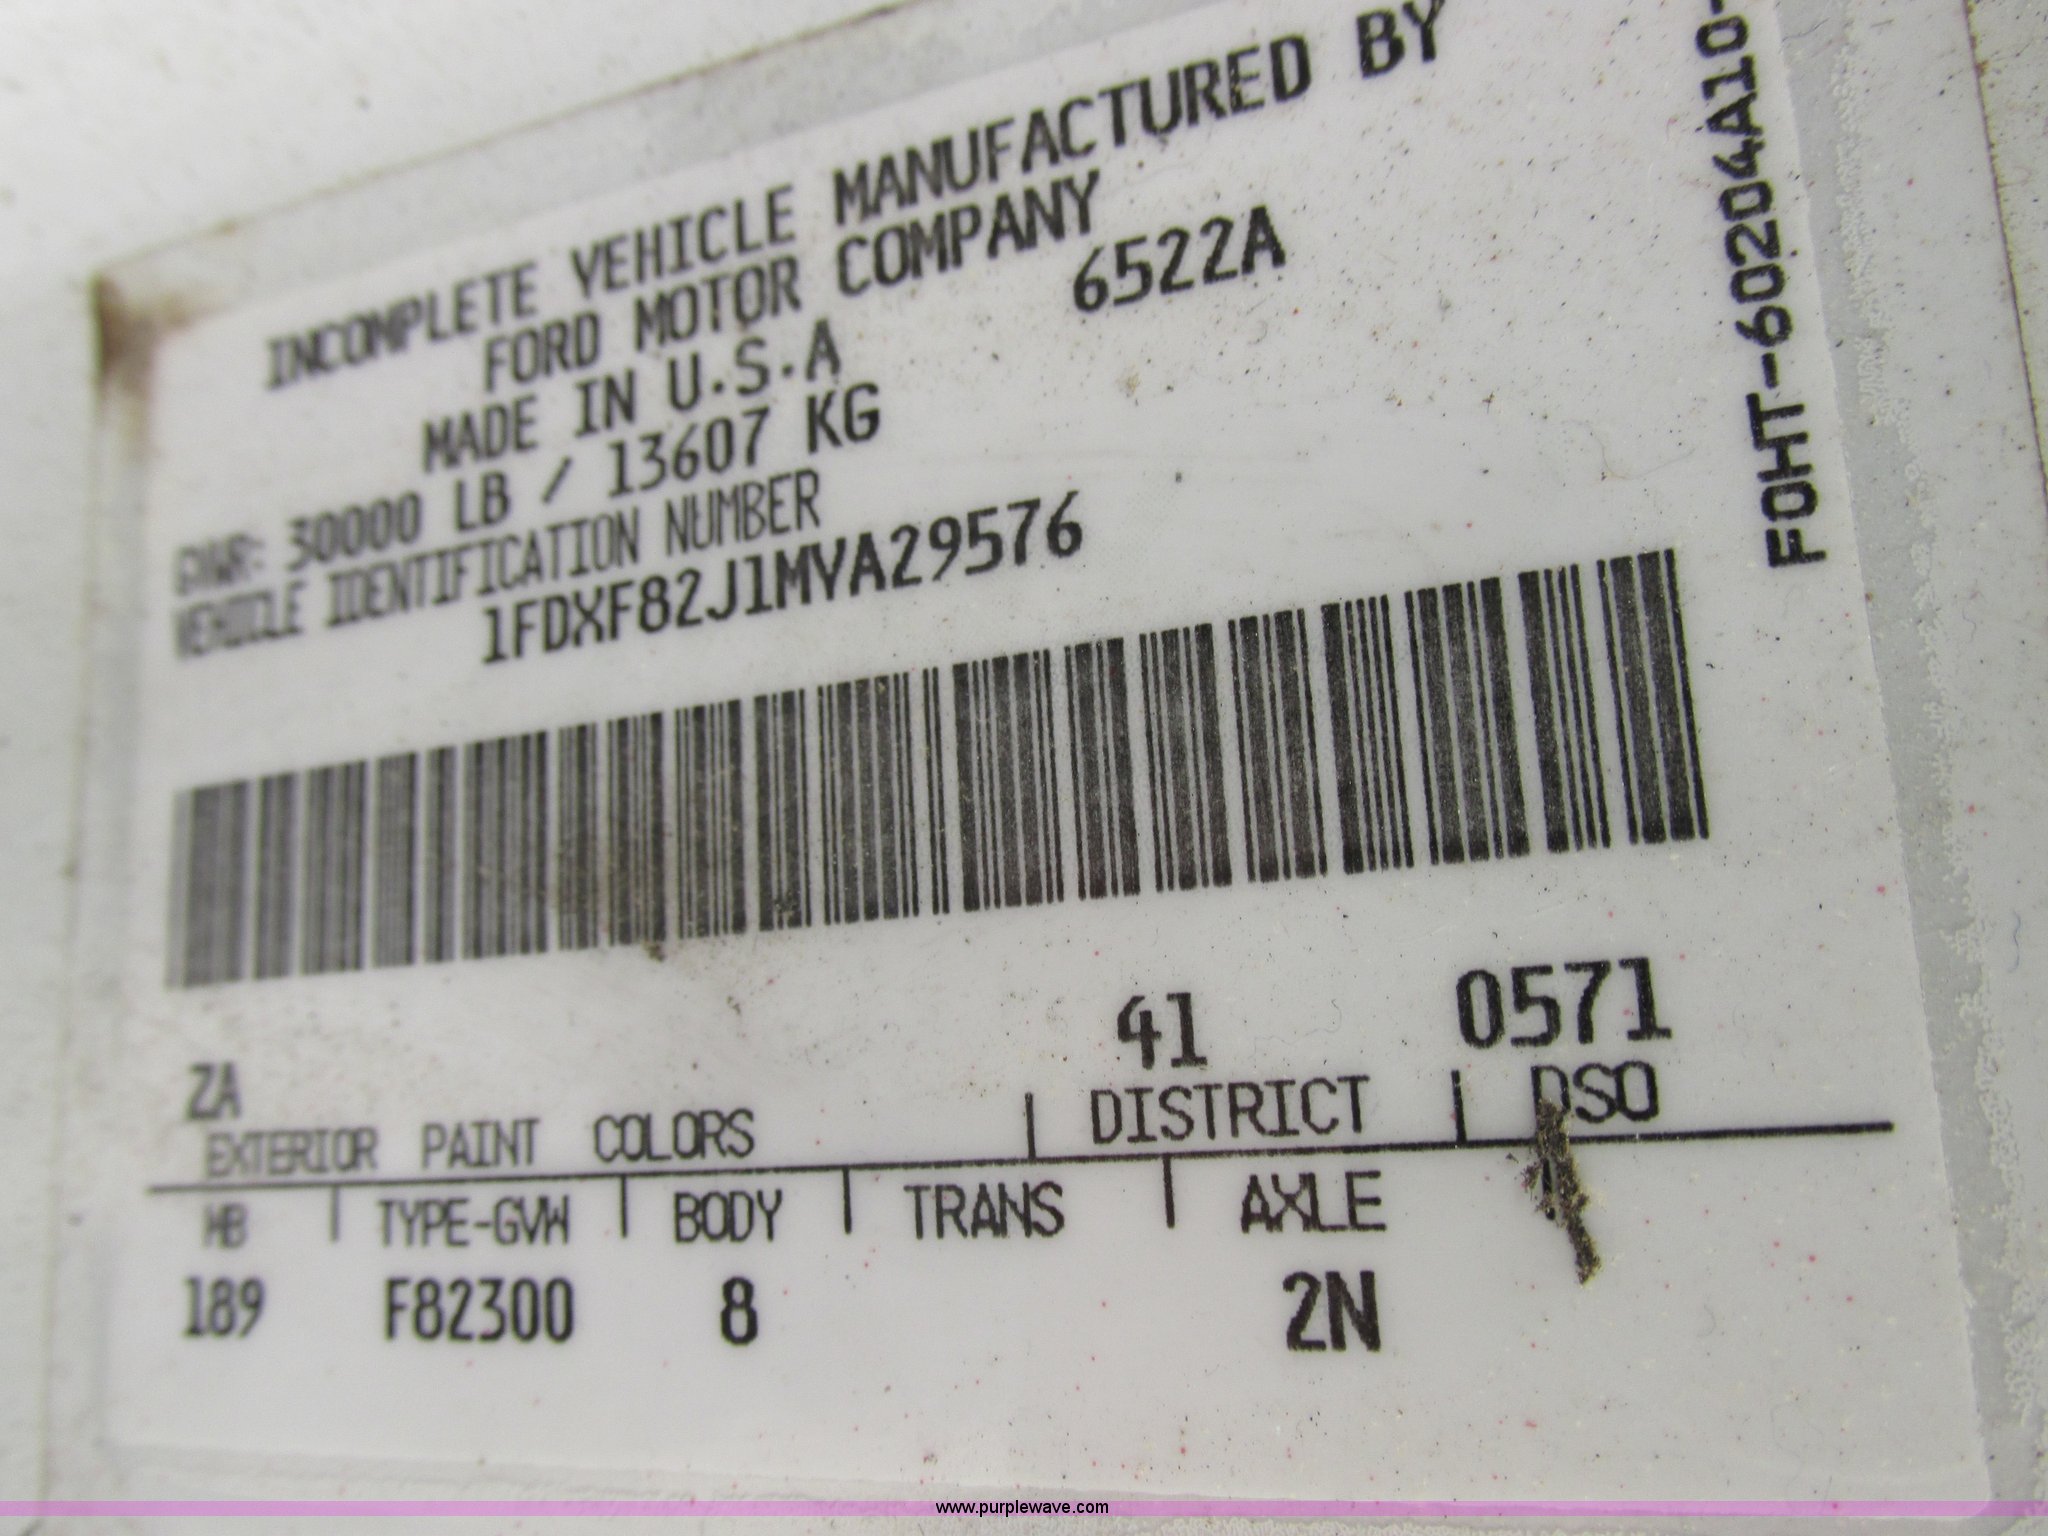 INCOMPLETE VEHICLE MANUFACTURED BY
FORD MOTOR COMPANY
MADE IN U.S.A
6522A
GVWR: 30000 LB / 13607 KG
VEHICLE IDENTIFICATION NUMBER
1FDXF82J1MVA29576
F0HT-60204A10-
41
0571
ZA
EXTERIOR PAINT COLORS | DISTRICT | DSO
WB | TYPE-GVW | BODY | TRANS | AXLE
189 F82300 8 2N
www.purplewave.com